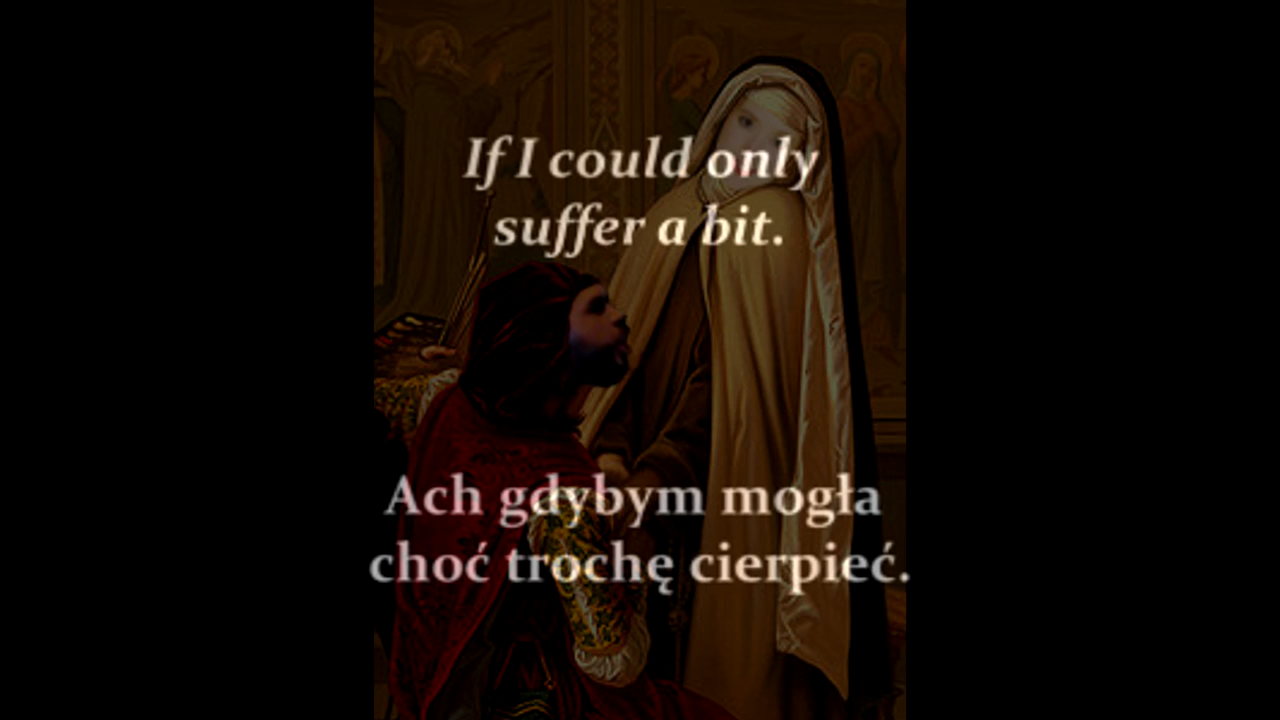 If I could only
suffer a bit.
Ach gdybym mogła
choć trochę cierpieć.